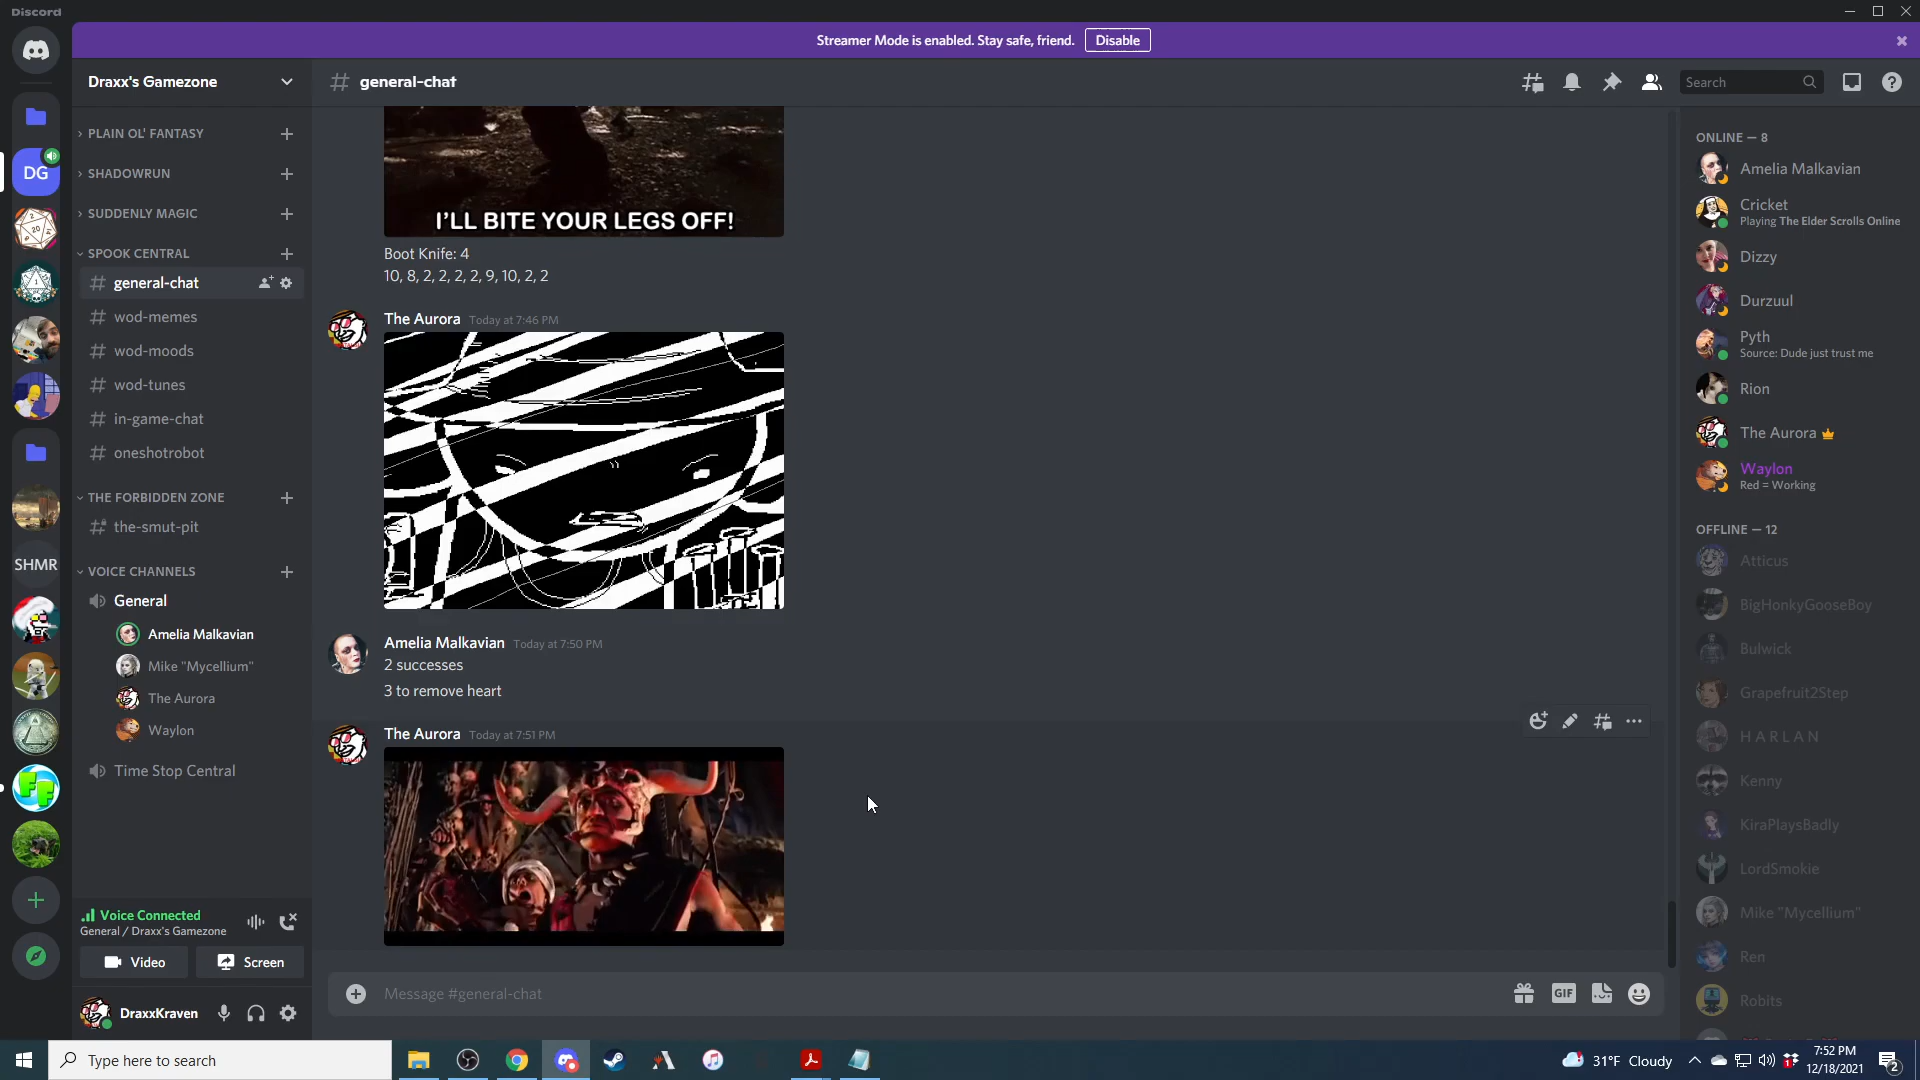 Discord
Streamer Mode is enabled. Stay safe, friend.
Disable
Draxx's Gamezone
general-chat
Search
PLAIN OL' FANTASY
SHADOWRUN
SUDDENLY MAGIC
SPOOK CENTRAL
general-chat
wod-memes
wod-moods
wod-tunes
in-game-chat
oneshotrobot
THE FORBIDDEN ZONE
the-smut-pit
VOICE CHANNELS
General
Amelia Malkavian
Mike "Mycellium"
The Aurora
Waylon
Time Stop Central
Voice Connected
General / Draxx's Gamezone
Video
Screen
DraxxKraven
DG
SHMR
I'LL BITE YOUR LEGS OFF!
Boot Knife: 4
10, 8, 2, 2, 2, 2, 9, 10, 2, 2
The Aurora Today at 7:46 PM
Amelia Malkavian Today at 7:50 PM
2 successes
3 to remove heart
The Aurora Today at 7:51 PM
Message #general-chat
GIF
ONLINE — 8
Amelia Malkavian
Cricket
Playing The Elder Scrolls Online
Dizzy
Durzuul
Pyth
Source: Dude just trust me
Rion
The Aurora
Waylon
Red = Working
OFFLINE — 12
Atticus
BigHonkyGooseBoy
Bulwick
Grapefruit2Step
H A R L A N
Kenny
KiraPlaysBadly
LordSmokie
Mike "Mycellium"
Ren
Robits
Type here to search
31°F Cloudy
7:52 PM
12/18/2021
2